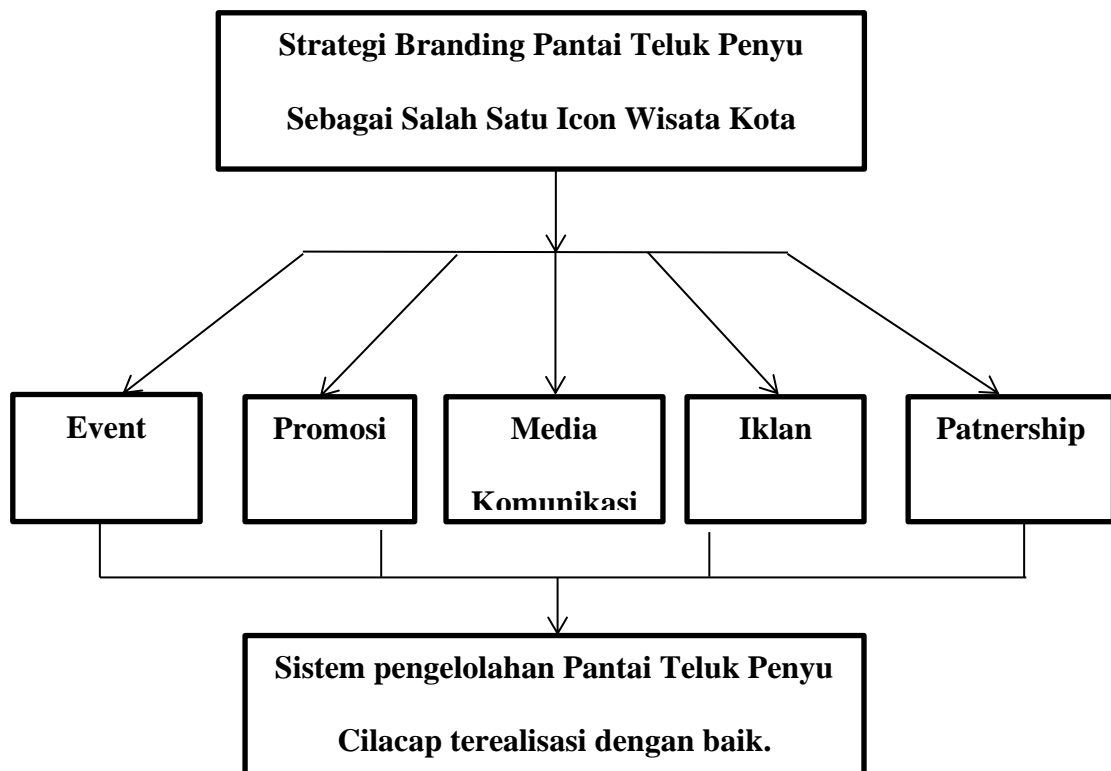 Strategi Branding Pantai Teluk Penyu
Sebagai Salah Satu Icon Wisata Kota
Event
Promosi
Media
Komunikasi
Iklan
Patnership
Sistem pengelolahan Pantai Teluk Penyu
Cilacap terealisasi dengan baik.